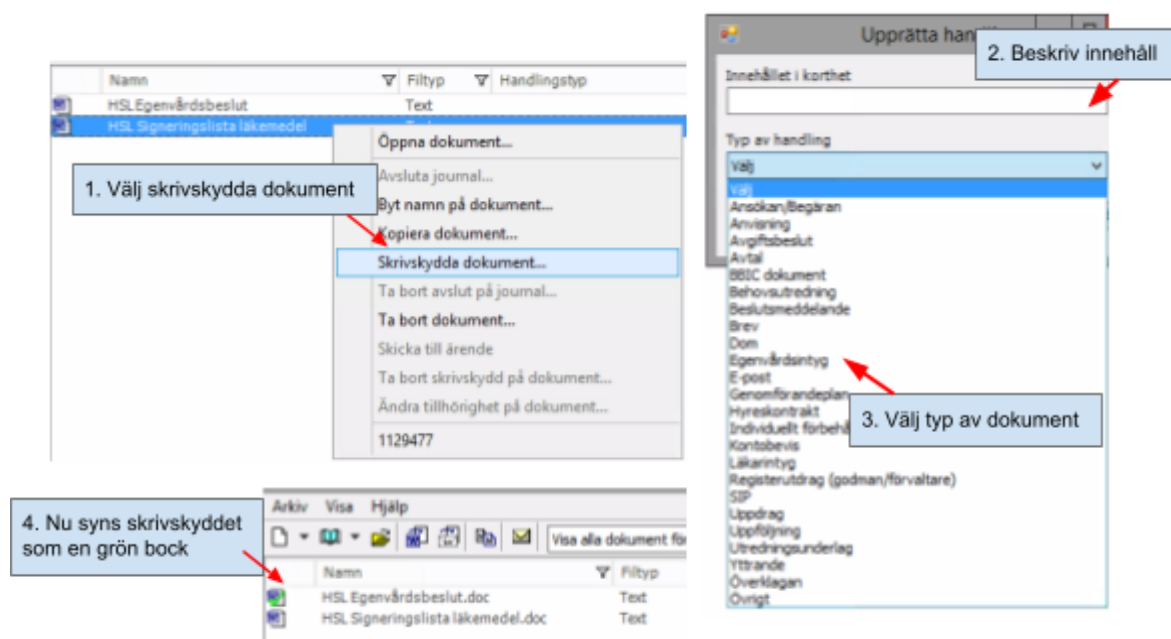 Namn Filtyp Handlingstyp
HSL Egenvårdsbeslut Text
HSL Signeringslista läkemedel
Öppna dokument...
Avsluta journal...
1. Välj skrivskydda dokument
Byt namn på dokument...
Kopiera dokument...
Skrivskydda dokument...
Ta bort avslut på journal...
Ta bort dokument...
Skicka till ärende
Ta bort skrivskydd på dokument...
Ändra tillhörighet på dokument...
1129477
Upprätta han
2. Beskriv innehåll
Innehållet i korthet
Typ av handling
Välj
Välj
Ansökan/Begäran
Anvisning
Avgiftsbeslut
Avtal
BBIC dokument
Behovsutredning
Beslutsmeddelande
Brev
Dom
Egenvårdsintyg
E-post
Genomförandeplan
Hyreskontrakt
3. Välj typ av dokument
Individuellt förbehå
Kontobevis
Läkarintyg
Registerutdrag (godman/förvaltare)
SIP
Uppdrag
Uppföljning
Utredningsunderlag
Yttrande
Överklagan
Övrigt
4. Nu syns skrivskyddet
som en grön bock
Arkiv Visa Hjälp
Visa alla dokument för
Namn Filtyp
HSL Egenvårdsbeslut.doc Text
HSL Signeringslista läkemedel.doc Text